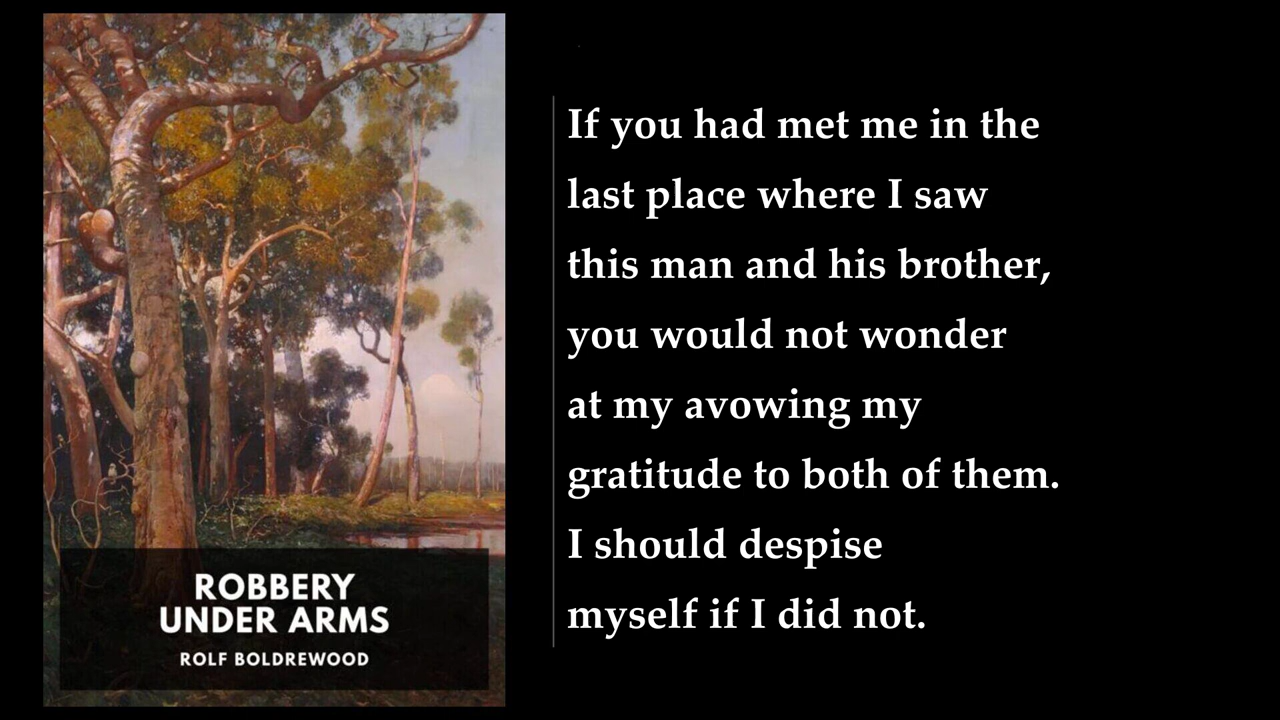 ROBBERY
UNDER ARMS
ROLF BOLDREWOOD
If you had met me in the
last place where I saw
this man and his brother,
you would not wonder
at my avowing my
gratitude to both of them.
I should despise
myself if I did not.